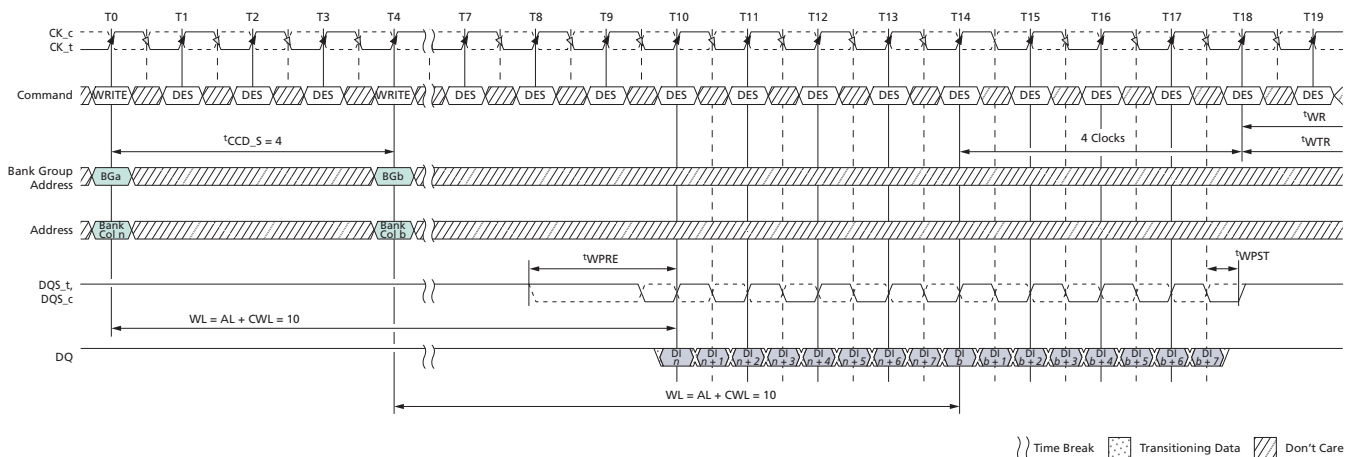 T0 T1 T2 T3 T4 T7 T8 T9 T10 T11 T12 T13 T14 T15 T16 T17 T18 T19
CK_c
CK_t
Command WRITE DES DES DES WRITE DES DES DES DES DES DES DES DES DES DES DES DES DES
tWR
tCCD_S = 4 4 Clocks tWTR
Bank Group
Address BGa BGb
Address Bank
Col n Bank
Col b
tWPRE tWPST
DQS_t,
DQS_c
WL = AL + CWL = 10
DQ DI
n DI
n + 1 DI
n + 2 DI
n + 3 DI
n + 4 DI
n + 5 DI
n + 6 DI
n + 7 DI
b DI
b + 1 DI
b + 2 DI
b + 3 DI
b + 4 DI
b + 5 DI
b + 6 DI
b + 7
WL = AL + CWL = 10
Time Break Transitioning Data Don't Care